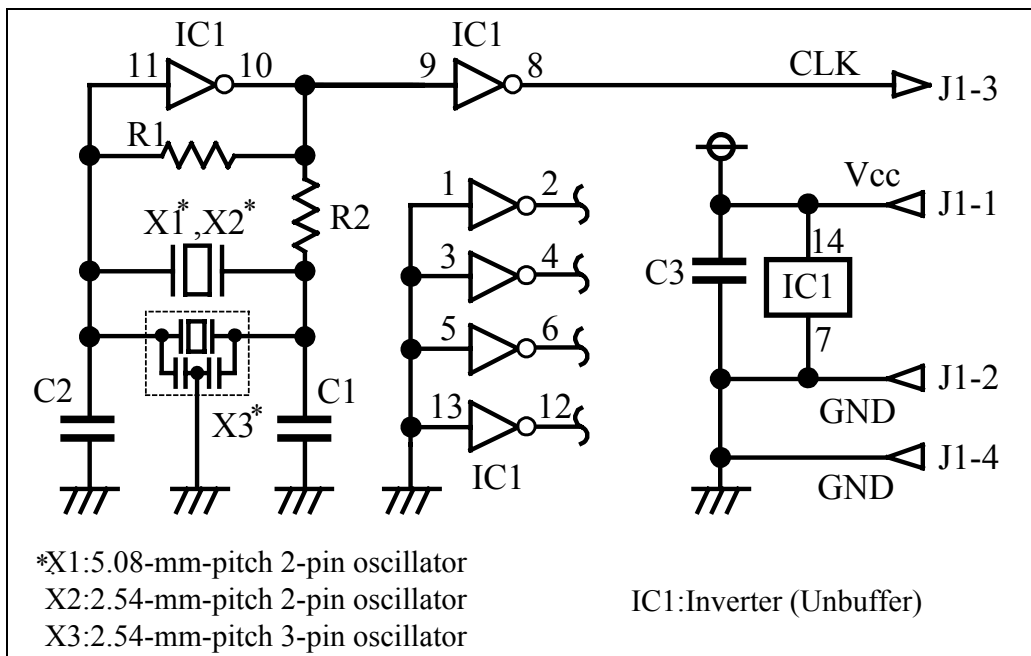 IC1
IC1
11
10
9
8
CLK
J1-3
R1
1
2
Vcc
J1-1
X1*,X2*
R2
14
3
4
C3
IC1
5
6
7
C2
C1
J1-2
X3*
13
12
GND
IC1
J1-4
GND
*X1:5.08-mm-pitch 2-pin oscillator
X2:2.54-mm-pitch 2-pin oscillator
IC1:Inverter (Unbuffer)
X3:2.54-mm-pitch 3-pin oscillator